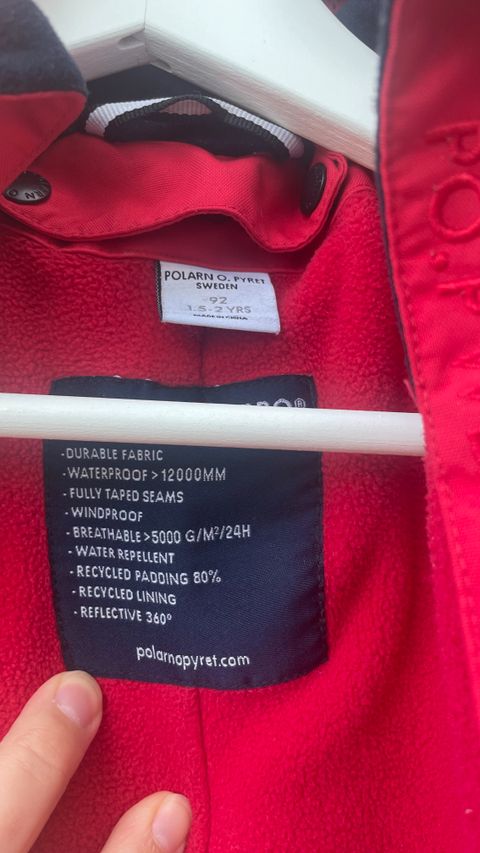 POLARN O. PYRET
SWEDEN
92
1.5-2 YRS
MADE IN CHINA
-DURABLE FABRIC
-WATERPROOF >12000MM
-FULLY TAPED SEAMS
-WINDPROOF
-BREATHABLE >5000 G/M²/24H
-WATER REPELLENT
-RECYCLED PADDING 80%
-RECYCLED LINING
-REFLECTIVE 360°
polarnopyret.com